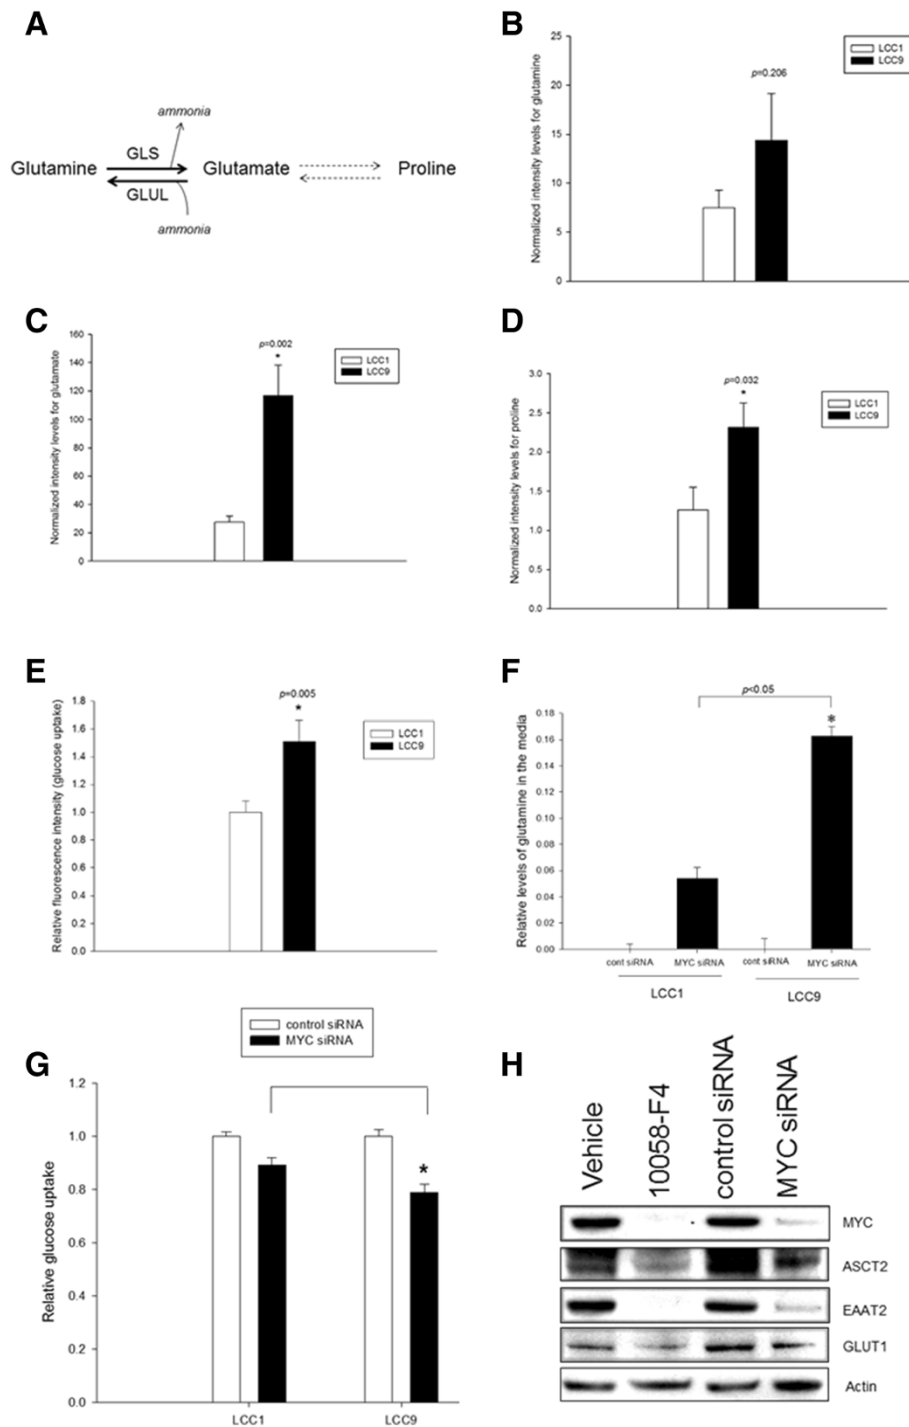 A
ammonia
GLS
Glutamine
Glutamate
Proline
GLUL
ammonia
B
Normalized intensity levels for glutamine
25
20
15
10
5
0
p=0.206
LCC1
LCC9
C
Normalized intensity levels for glutamate
160
140
120
100
80
60
40
20
0
p=0.002
*
LCC1
LCC9
D
Normalized intensity levels for proline
3.0
2.5
2.0
1.5
1.0
0.5
0.0
p=0.032
*
LCC1
LCC9
E
Relative fluorescence intensity (glucose uptake)
1.8
1.6
1.4
1.2
1.0
0.8
0.6
0.4
0.2
0.0
p=0.005
*
LCC1
LCC9
F
Relative levels of glutamine in the media
0.18
0.16
0.14
0.12
0.10
0.08
0.06
0.04
0.02
0.00
p<0.05
*
cont siRNA
MYC siRNA
cont siRNA
MYC siRNA
LCC1
LCC9
G
control siRNA
MYC siRNA
Relative glucose uptake
1.2
1.0
0.8
0.6
0.4
0.2
0.0
*
LCC1
LCC9
H
Vehicle
10058-F4
control siRNA
MYC siRNA
MYC
ASCT2
EAAT2
GLUT1
Actin